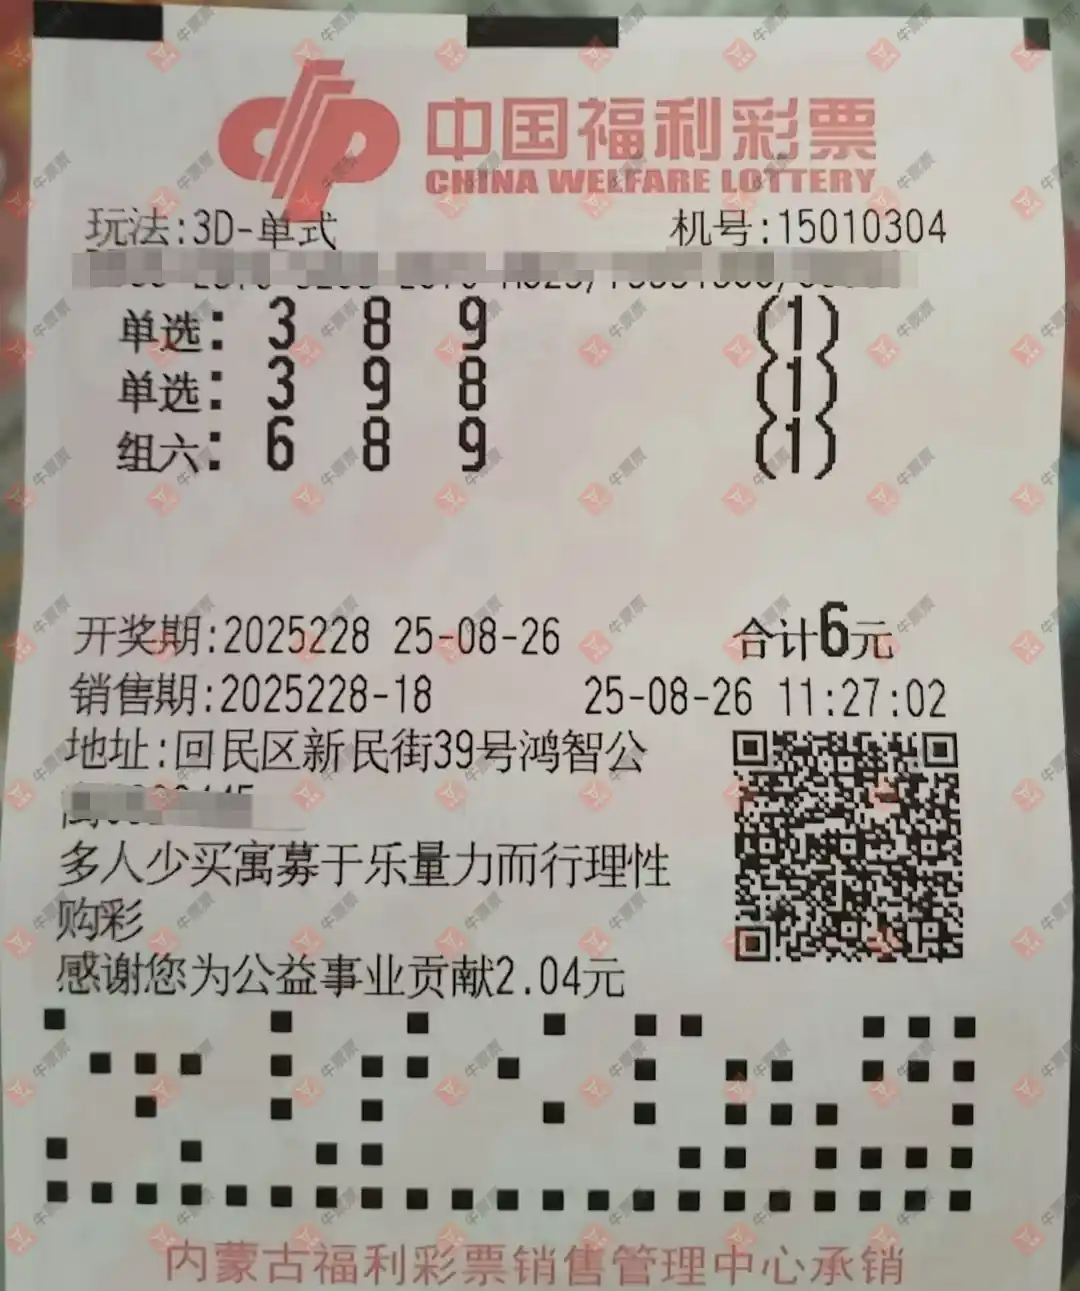 中国福利彩票
CHINA WELFARE LOTTERY
玩法:3D-单式 机号:15010304
单选: 3 8 9 (1)
单选: 3 9 8 (1)
组六: 6 8 9 (1)
开奖期:2025228 25-08-26 合计6元
销售期:2025228-18 25-08-26 11:27:02
地址:回民区新民街39号鸿智公
多人少买寓募于乐量力而行理性
购彩
感谢您为公益事业贡献2.04元
内蒙古福利彩票销售管理中心承销
牛票票